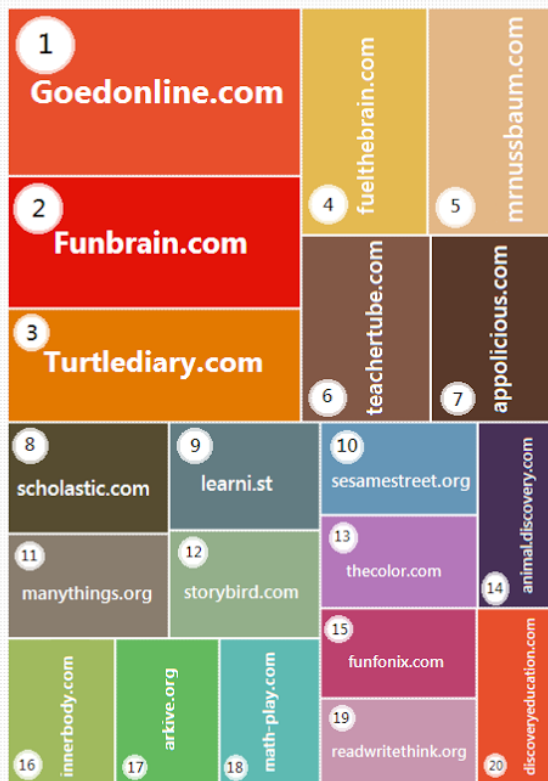 1
Goedonline.com
2
Funbrain.com
3
Turtlediary.com
4
fuelthebrain.com
5
mrnussbaum.com
6
teachertube.com
7
appolicious.com
8
scholastic.com
9
learni.st
10
sesamestreet.org
11
manythings.org
12
storybird.com
13
thecolor.com
14
animal.discovery.com
15
funfonix.com
16
innerbody.com
17
arkive.org
18
math-play.com
19
readwritethink.org
20
discoveryeducation.com